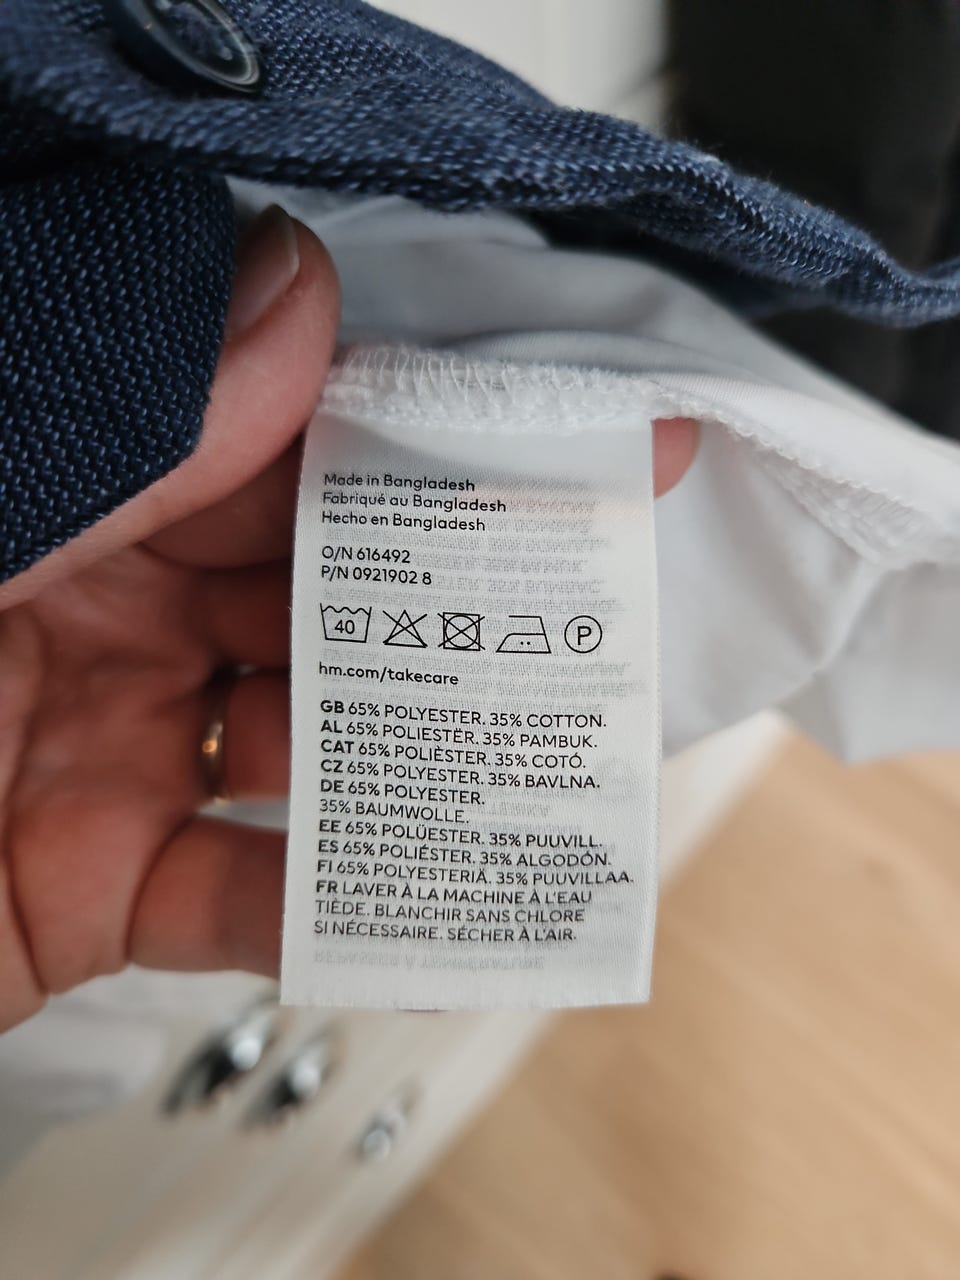 Made in Bangladesh
Fabriqué au Bangladesh
Hecho en Bangladesh
O/N 616492
P/N 0921902 8
40 P
hm.com/takecare
GB 65% POLYESTER. 35% COTTON.
AL 65% POLIESTËR. 35% PAMBUK.
CAT 65% POLIÈSTER. 35% COTÓ.
CZ 65% POLYESTER. 35% BAVLNA.
DE 65% POLYESTER.
35% BAUMWOLLE.
EE 65% POLÜESTER. 35% PUUVILL.
ES 65% POLIÉSTER. 35% ALGODÓN.
FI 65% POLYESTERIÄ. 35% PUUVILLAA.
FR LAVER À LA MACHINE À L'EAU
TIÈDE. BLANCHIR SANS CHLORE
SI NÉCESSAIRE. SÉCHER À L'AIR.